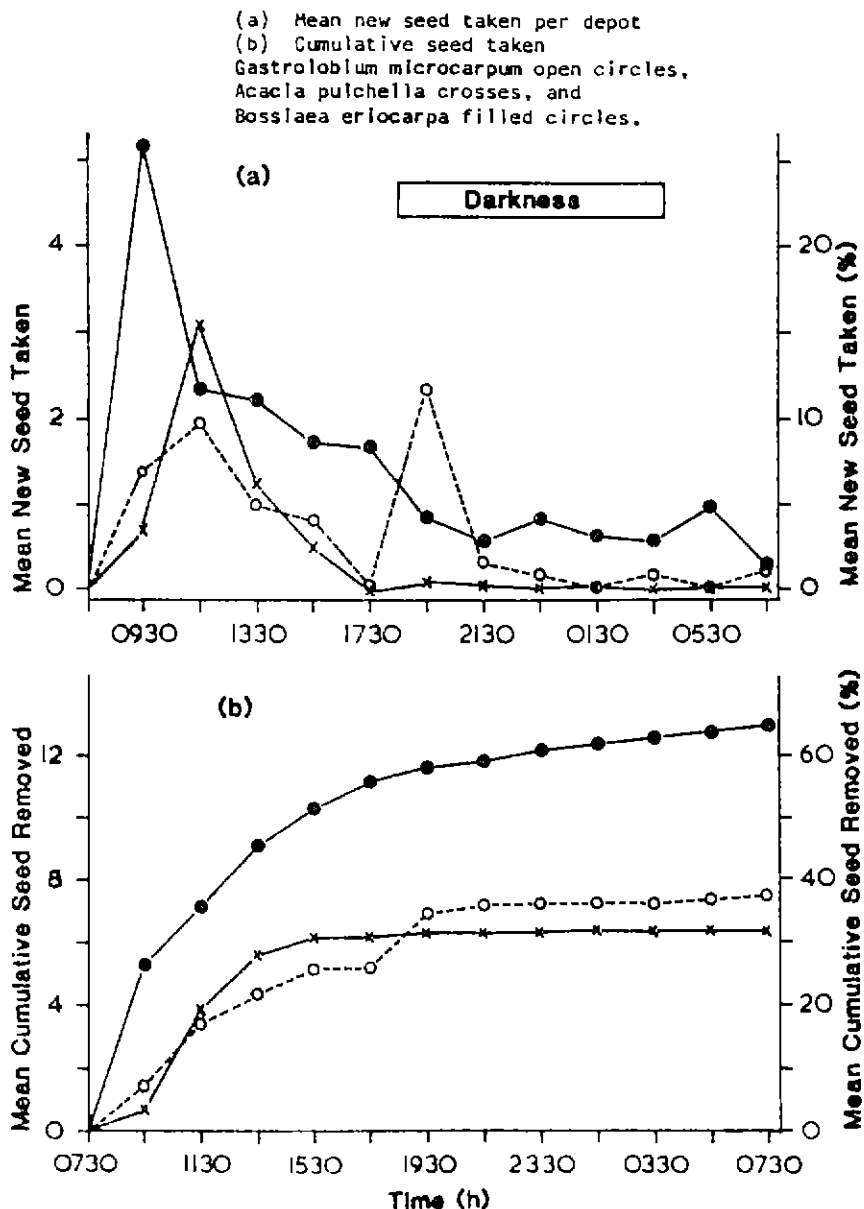 (a) Mean new seed taken per depot
(b) Cumulative seed taken
Gastrolobium microcarpum open circles,
Acacia pulchella crosses, and
Bossiaea eriocarpa filled circles.
(a)
Darkness
Mean New Seed Taken
4
2
0
Mean New Seed Taken (%)
20
10
0
0930 1330 1730 2130 0130 0530
(b)
Mean Cumulative Seed Removed
12
8
4
0
Mean Cumulative Seed Removed (%)
60
40
20
0
0730 1130 1530 1930 2330 0330 0730
Time (h)